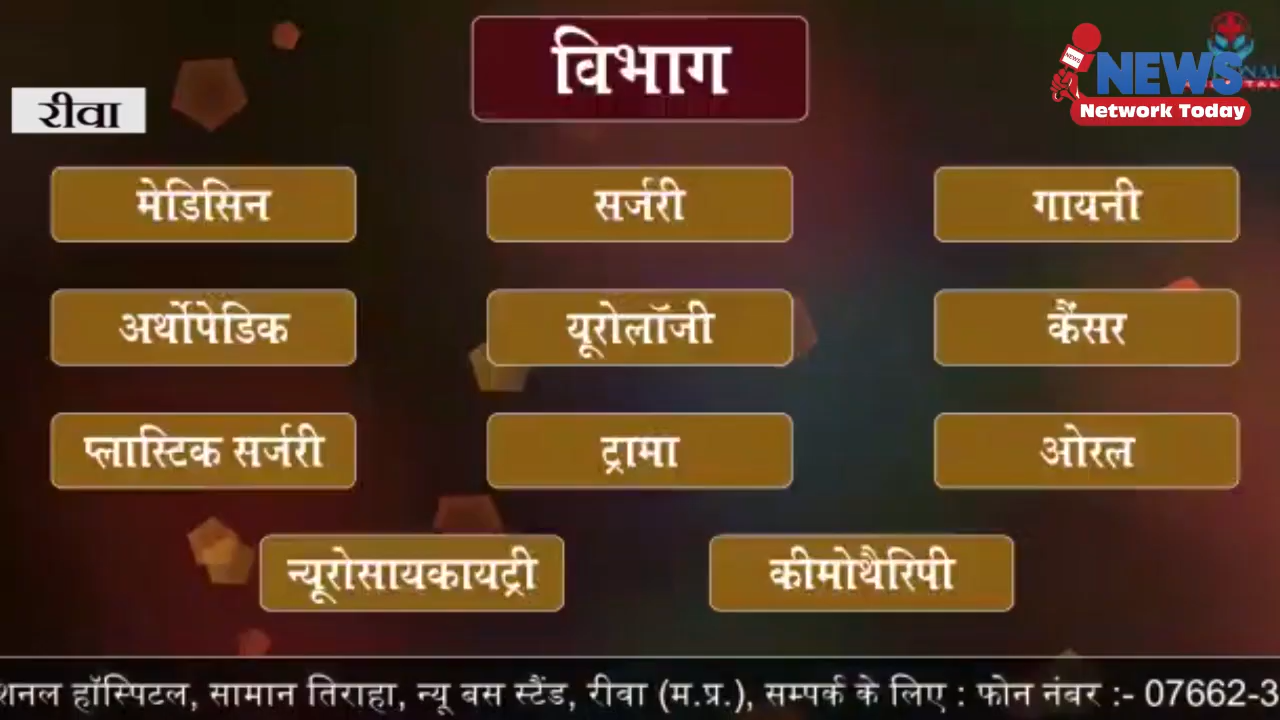 विभाग
रीवा
NEWS
NEWS
Network Today
मेडिसिन
सर्जरी
गायनी
अर्थोपेडिक
यूरोलॉजी
कैंसर
प्लास्टिक सर्जरी
ट्रामा
ओरल
न्यूरोसायकायट्री
कीमोथैरिपी
शनल हॉस्पिटल, सामान तिराहा, न्यू बस स्टैंड, रीवा (म.प्र.), सम्पर्क के लिए : फोन नंबर :- 07662-3